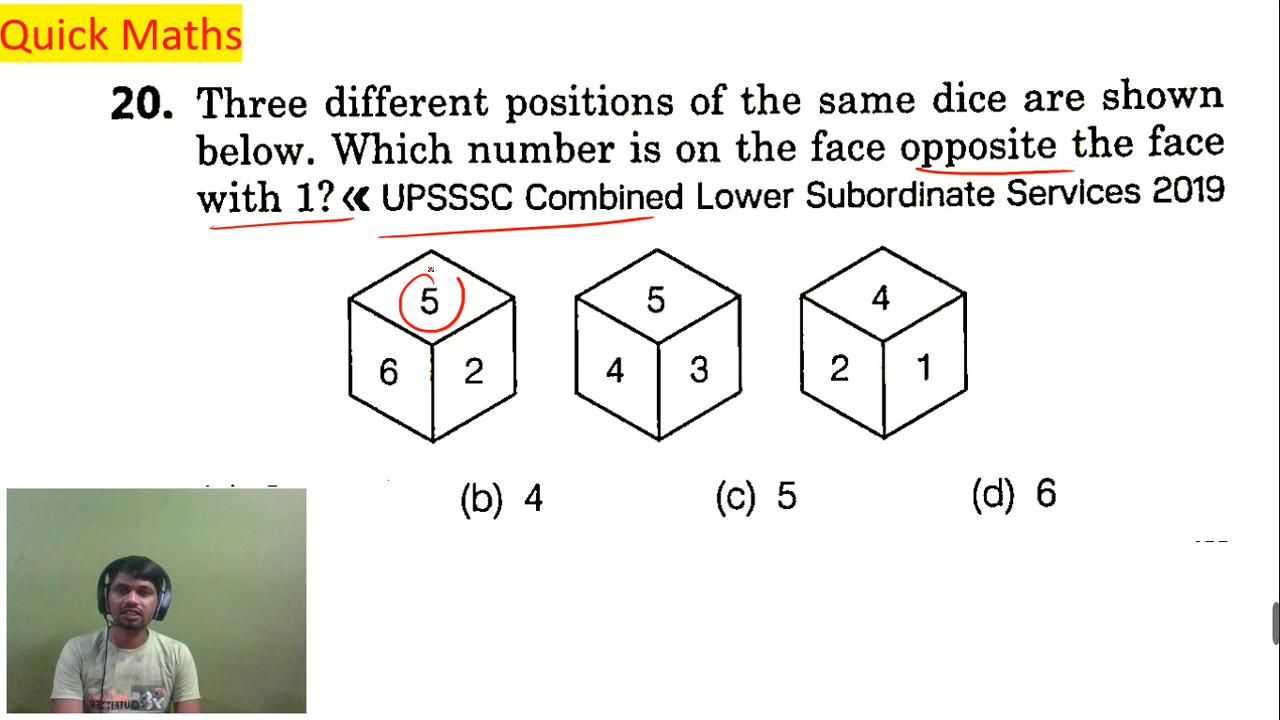 Quick Maths
20. Three different positions of the same dice are shown
below. Which number is on the face opposite the face
with 1? « UPSSSC Combined Lower Subordinate Services 2019
5
6 2
5
4 3
4
2 1
(b) 4 (c) 5 (d) 6